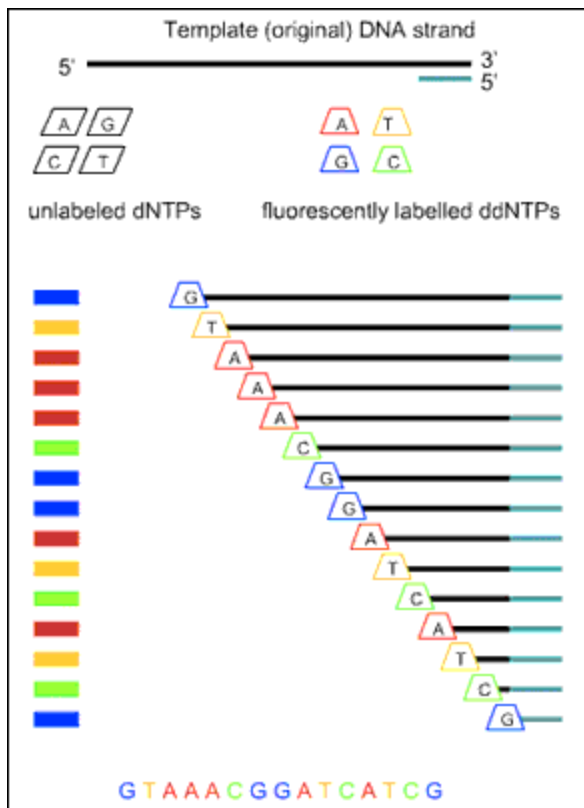 Template (original) DNA strand
5' 3'
5'
A G A T
C T G C
unlabeled dNTPs fluorescently labelled ddNTPs
G
T
A
A
A
C
G
G
A
T
C
A
T
C
G
GTAAACGGATCATCG